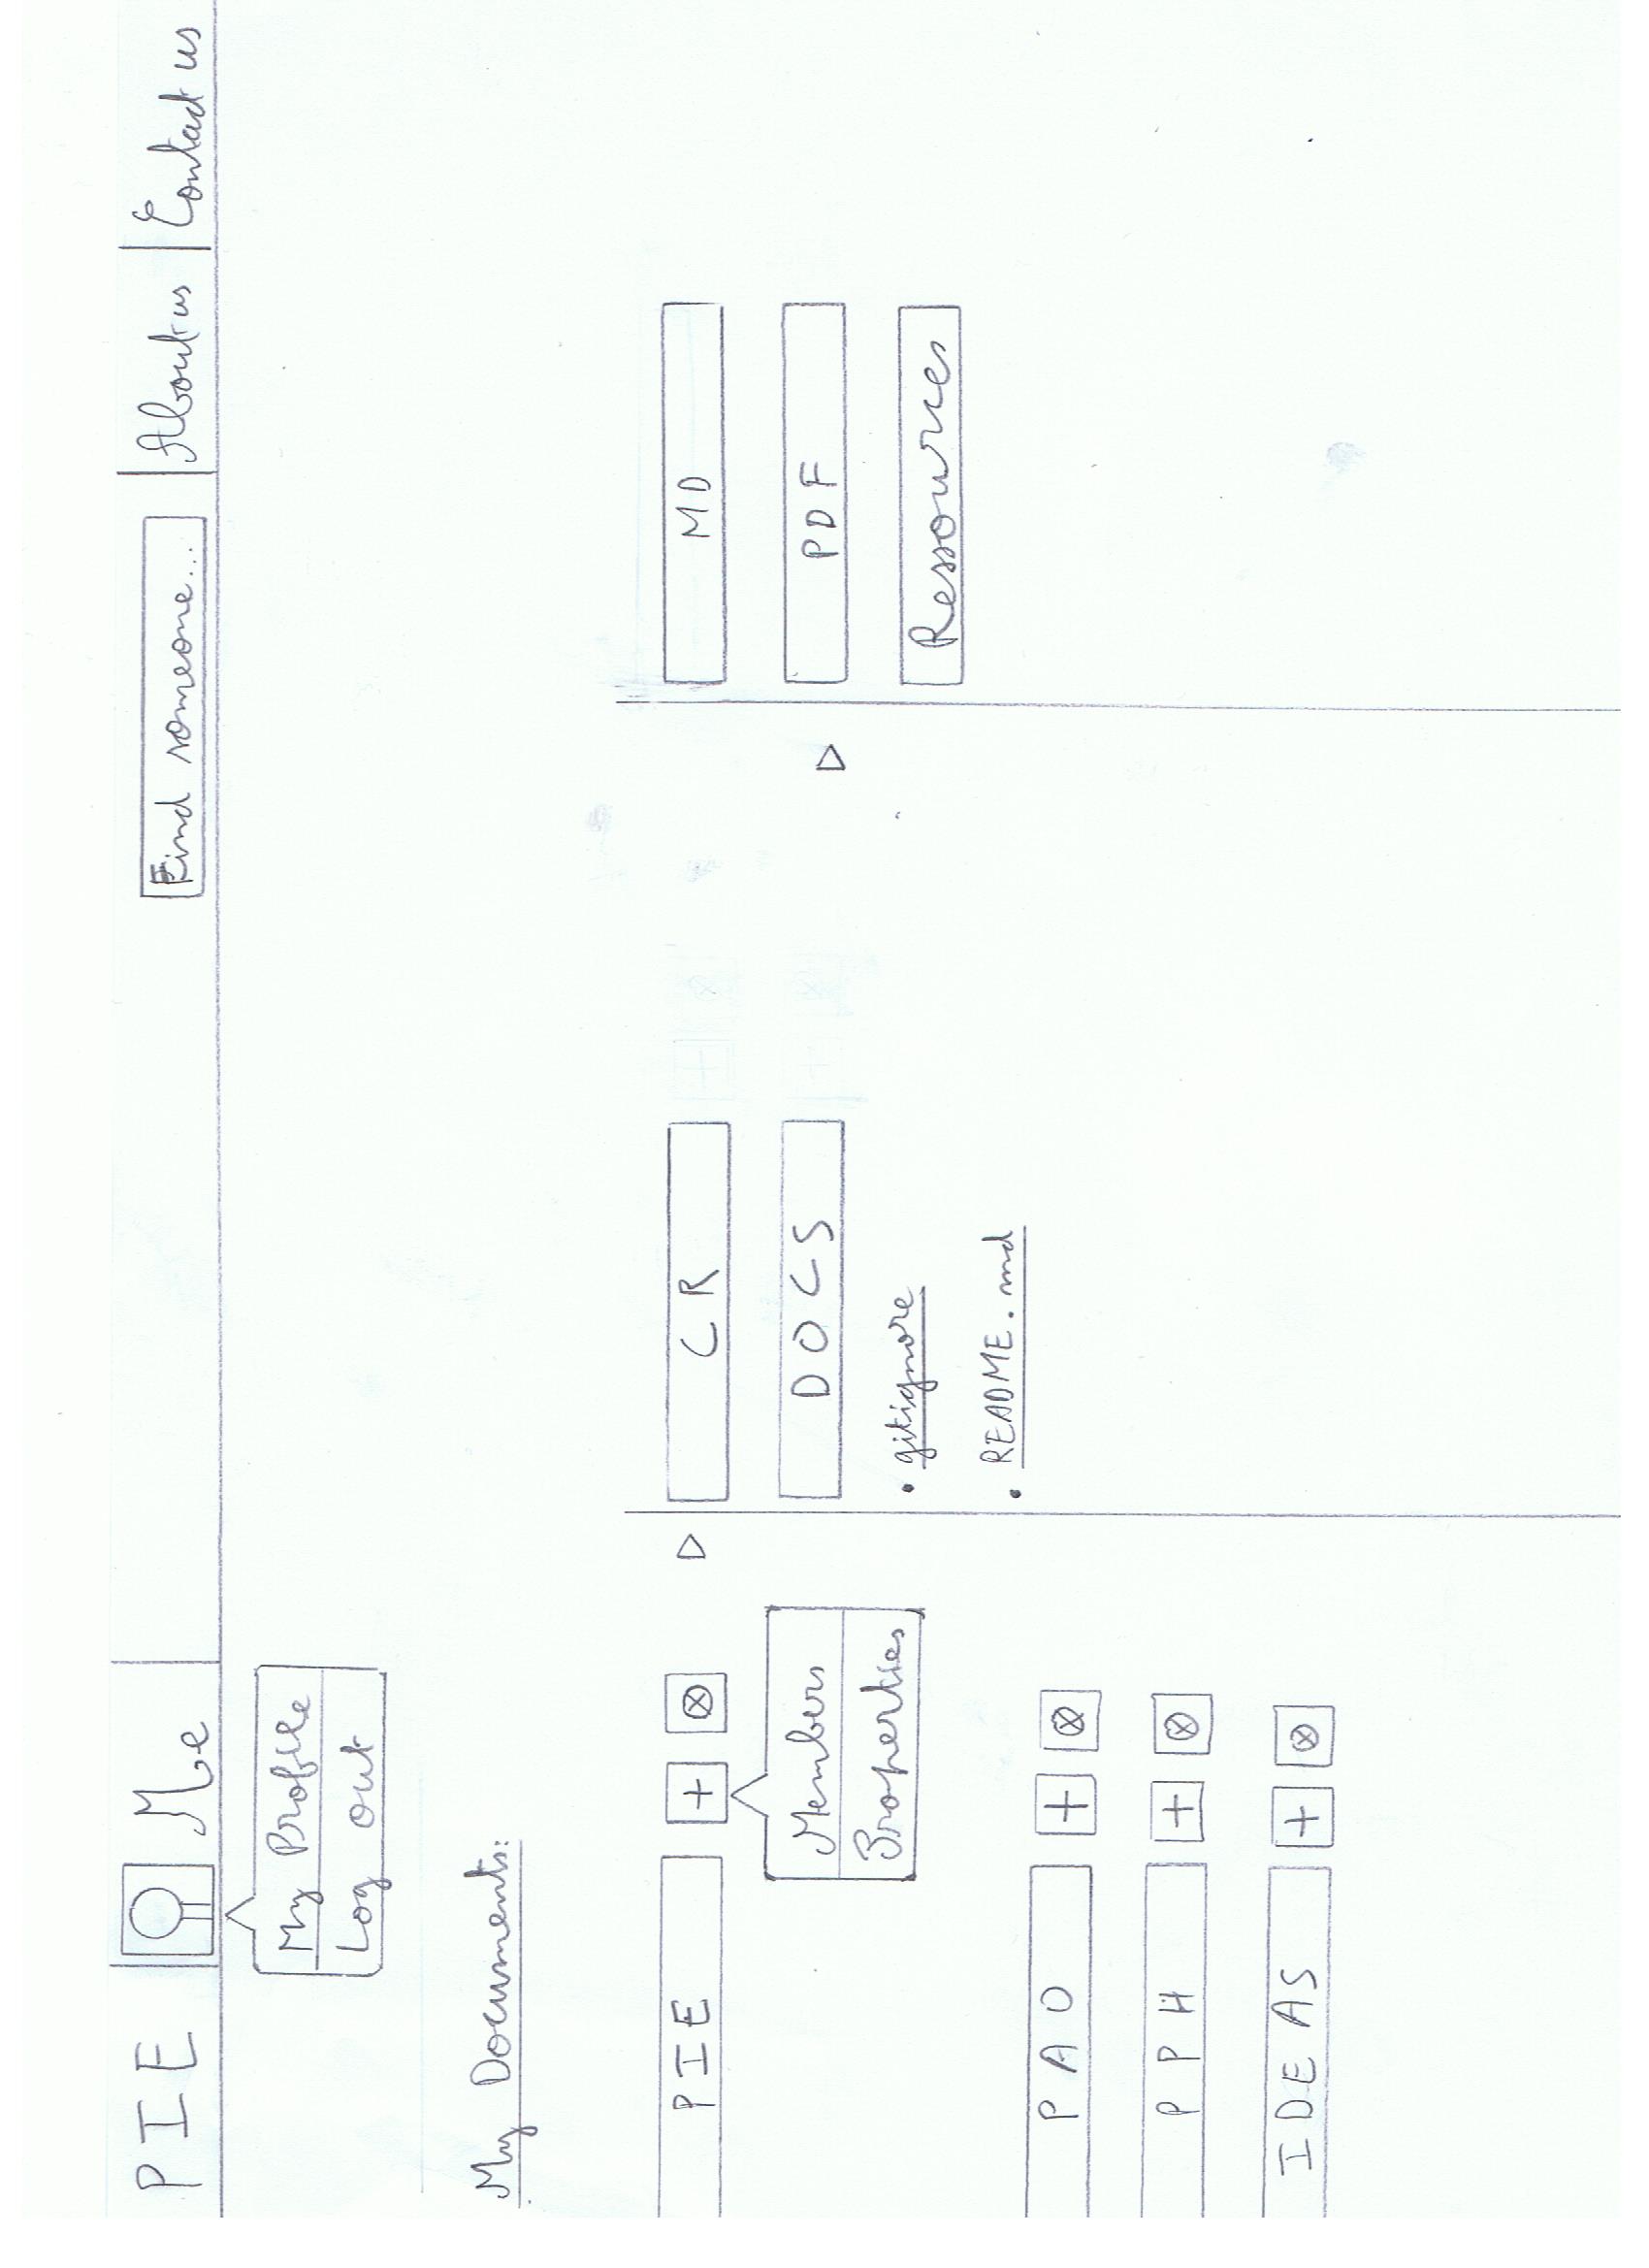 PIE Me Find someone... About us Contact us
My Profile
Log out
My Documents:
PIE + ⊗
Members
Properties
PAO + ⊗
PPH + ⊗
IDEAS + ⊗
CR
DOCS
• gitignore
• README.md
MD
PDF
Ressources